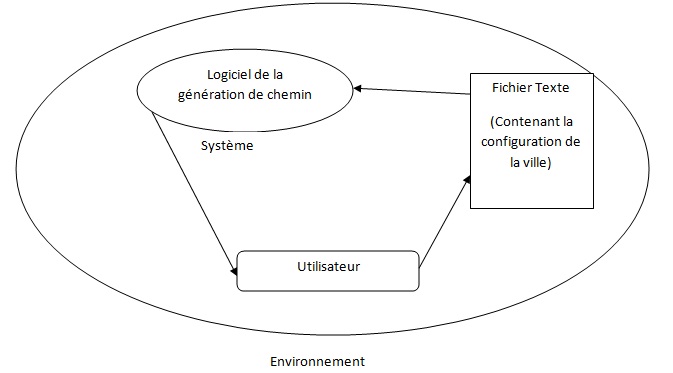 Logiciel de la
génération de chemin
Système
Fichier Texte
(Contenant la
configuration de
la ville)
Utilisateur
Environnement